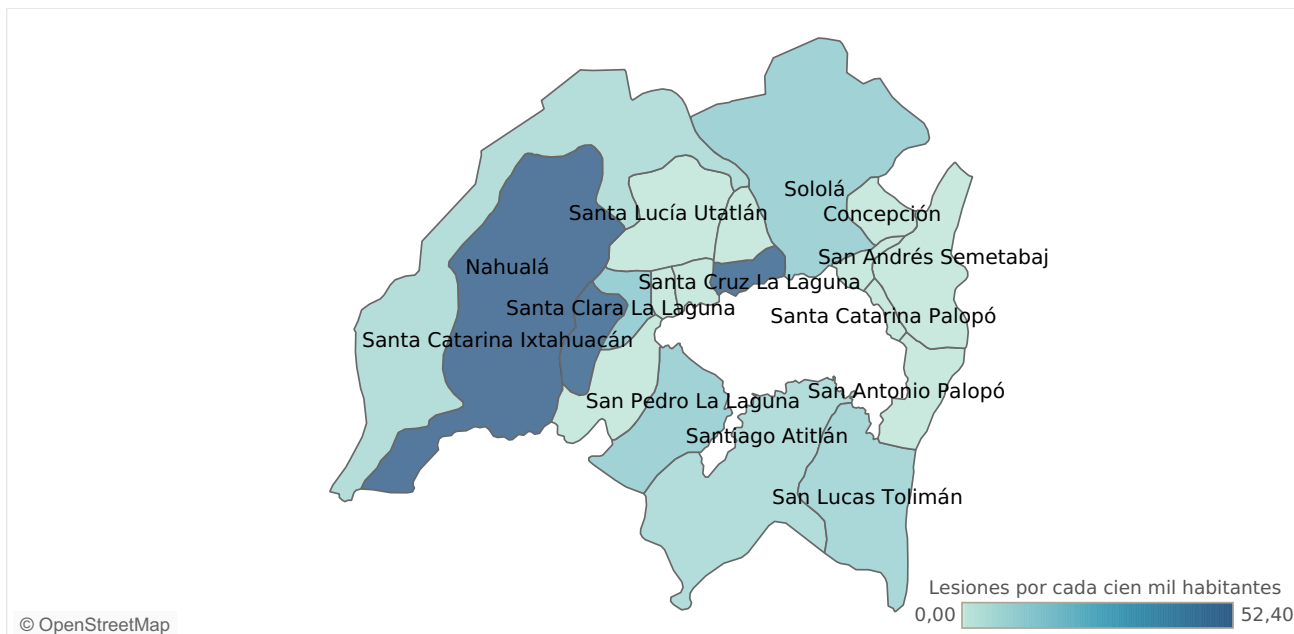 Sololá
Santa Lucía Utatlán
Concepción
San Andrés Semetabaj
Nahualá
Santa Cruz La Laguna
Santa Clara La Laguna
Santa Catarina Palopó
Santa Catarina Ixtahuacán
San Antonio Palopó
San Pedro La Laguna
Santiago Atitlán
San Lucas Tolimán
Lesiones por cada cien mil habitantes
0,00 52,40
© OpenStreetMap